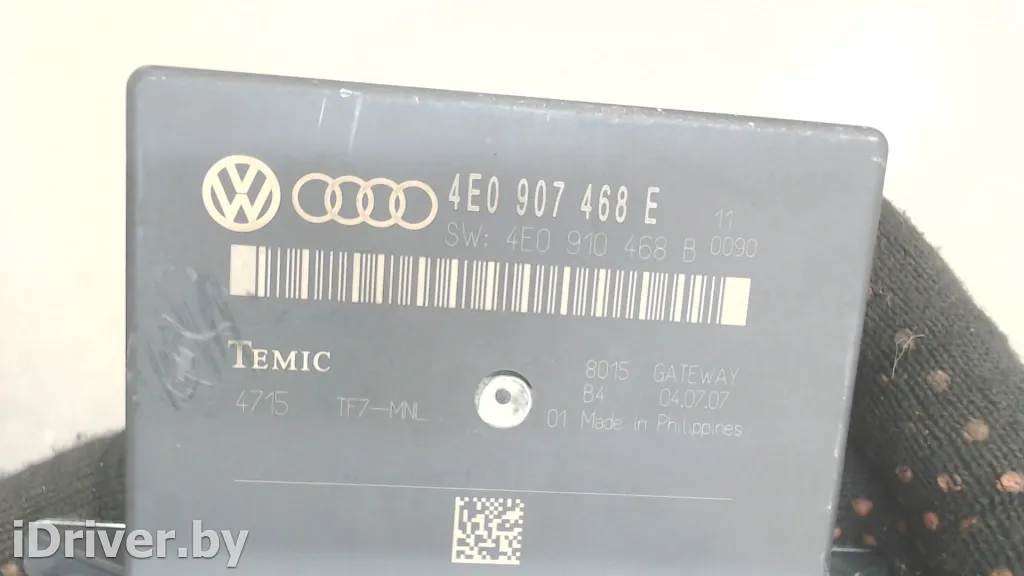 4E0 907 468 E 11
SW: 4E0 910 468 B 0090
TEMIC
8015 GATEWAY
B4 04.07.07
4715 TF7-MNL
01 Made in Philippines
iDriver.by